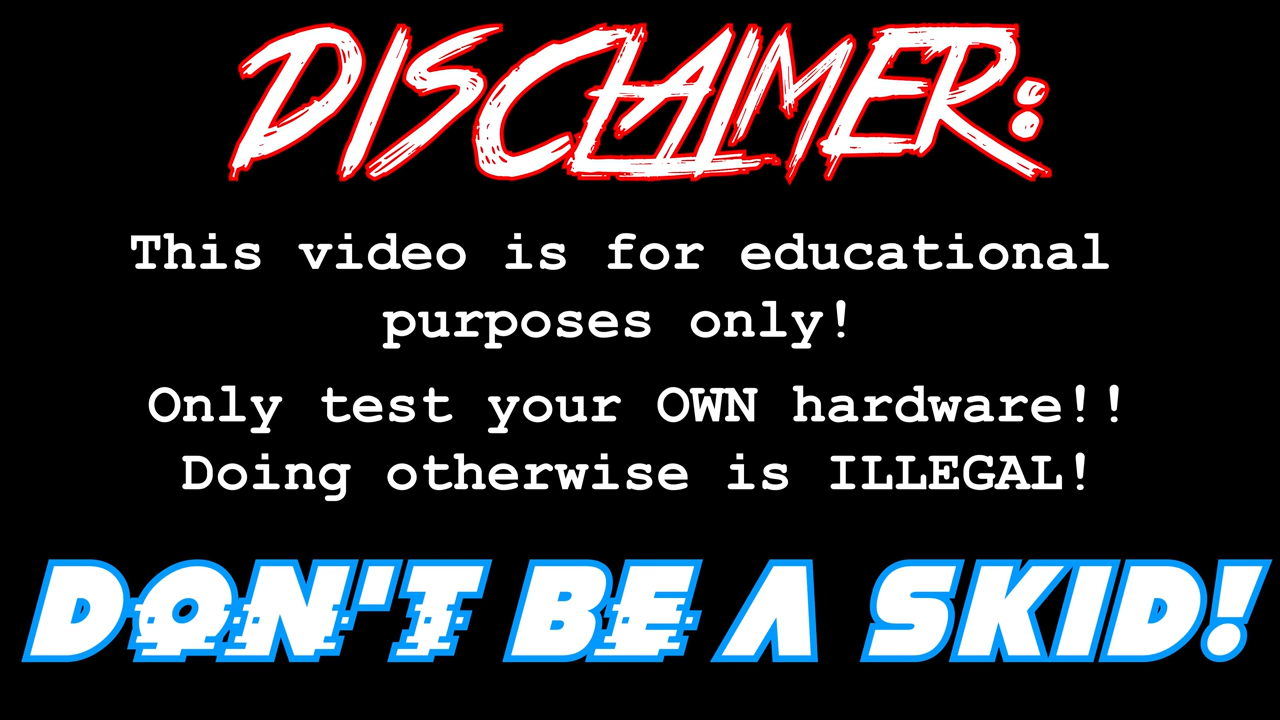 DISCLAIMER:
This video is for educational
purposes only!
Only test your OWN hardware!!
Doing otherwise is ILLEGAL!
DON'T BE A SKID!